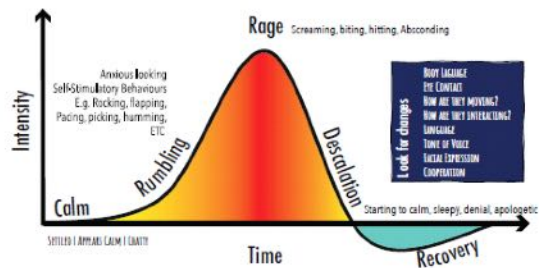 Rage
Screaming, biting, hitting, Absconding
Anxious looking
Self-Stimulatory Behaviours
E.g. Rocking, flapping,
Pacing, picking, humming,
ETC
Intensity
Rumbling
Descalation
Look for changes
Body Laguage
Eye Contact
How are they moving?
How are they interacting?
Language
Tone of Voice
Facial Expression
Cooperation
Calm
Starting to calm, sleepy, denial, apologetic
Settled | Appears Calm | Chatty
Time
Recovery